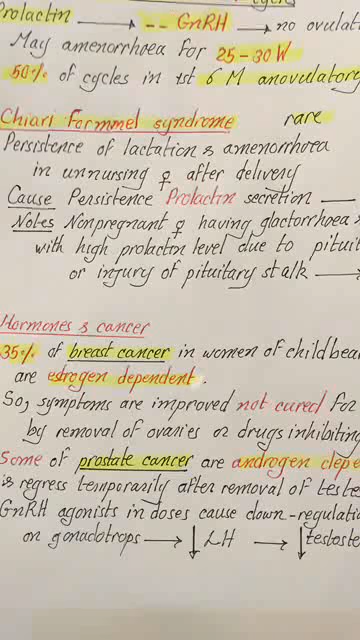 Prolactin → -- GnRH → no ovulat
May amenorrhoea for 25-30 W
50% of cycles in 1st 6 M anovulatory
Chiari Formmel syndrome rare
Persistence of lactation & amenorrhoea
in unnursing ♀ after delivery
Cause Persistence Prolactin secretion →
Notes Nonpregnant ♀ having glactorrhoea &
with high prolactin level due to pituit
or injury of pituitary stalk →
Hormones & cancer
35% of breast cancer in women of childbea
are estrogen dependent.
So, symptoms are improved not cured for
by removal of ovaries or drugs inhibiting
Some of prostate cancer are androgen depe
is regress temporarily after removal of teste
GnRH agonists in doses cause down-regulatio
on gonadotrops → ↓ LH → ↓ testoste